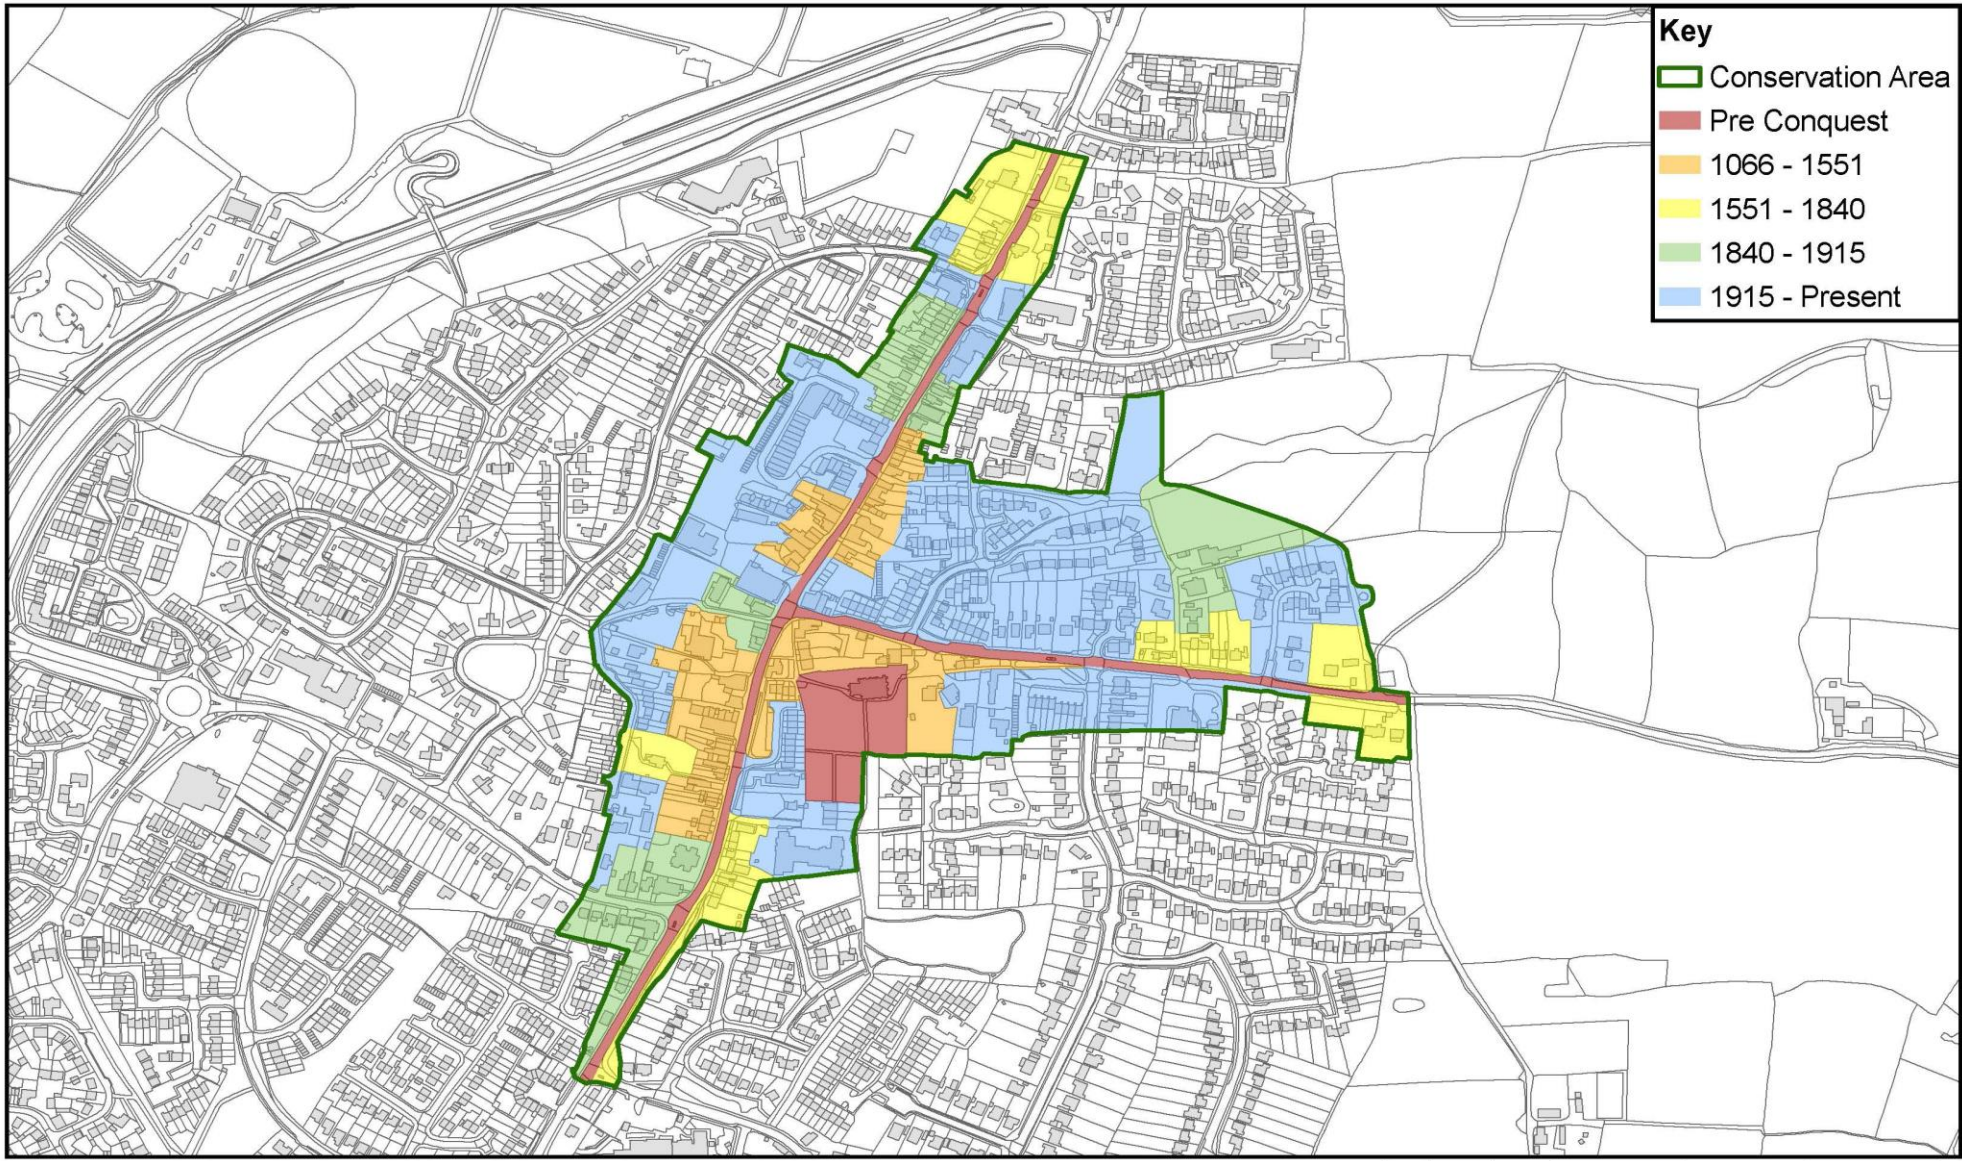 Key
Conservation Area
Pre Conquest
1066 - 1551
1551 - 1840
1840 - 1915
1915 - Present